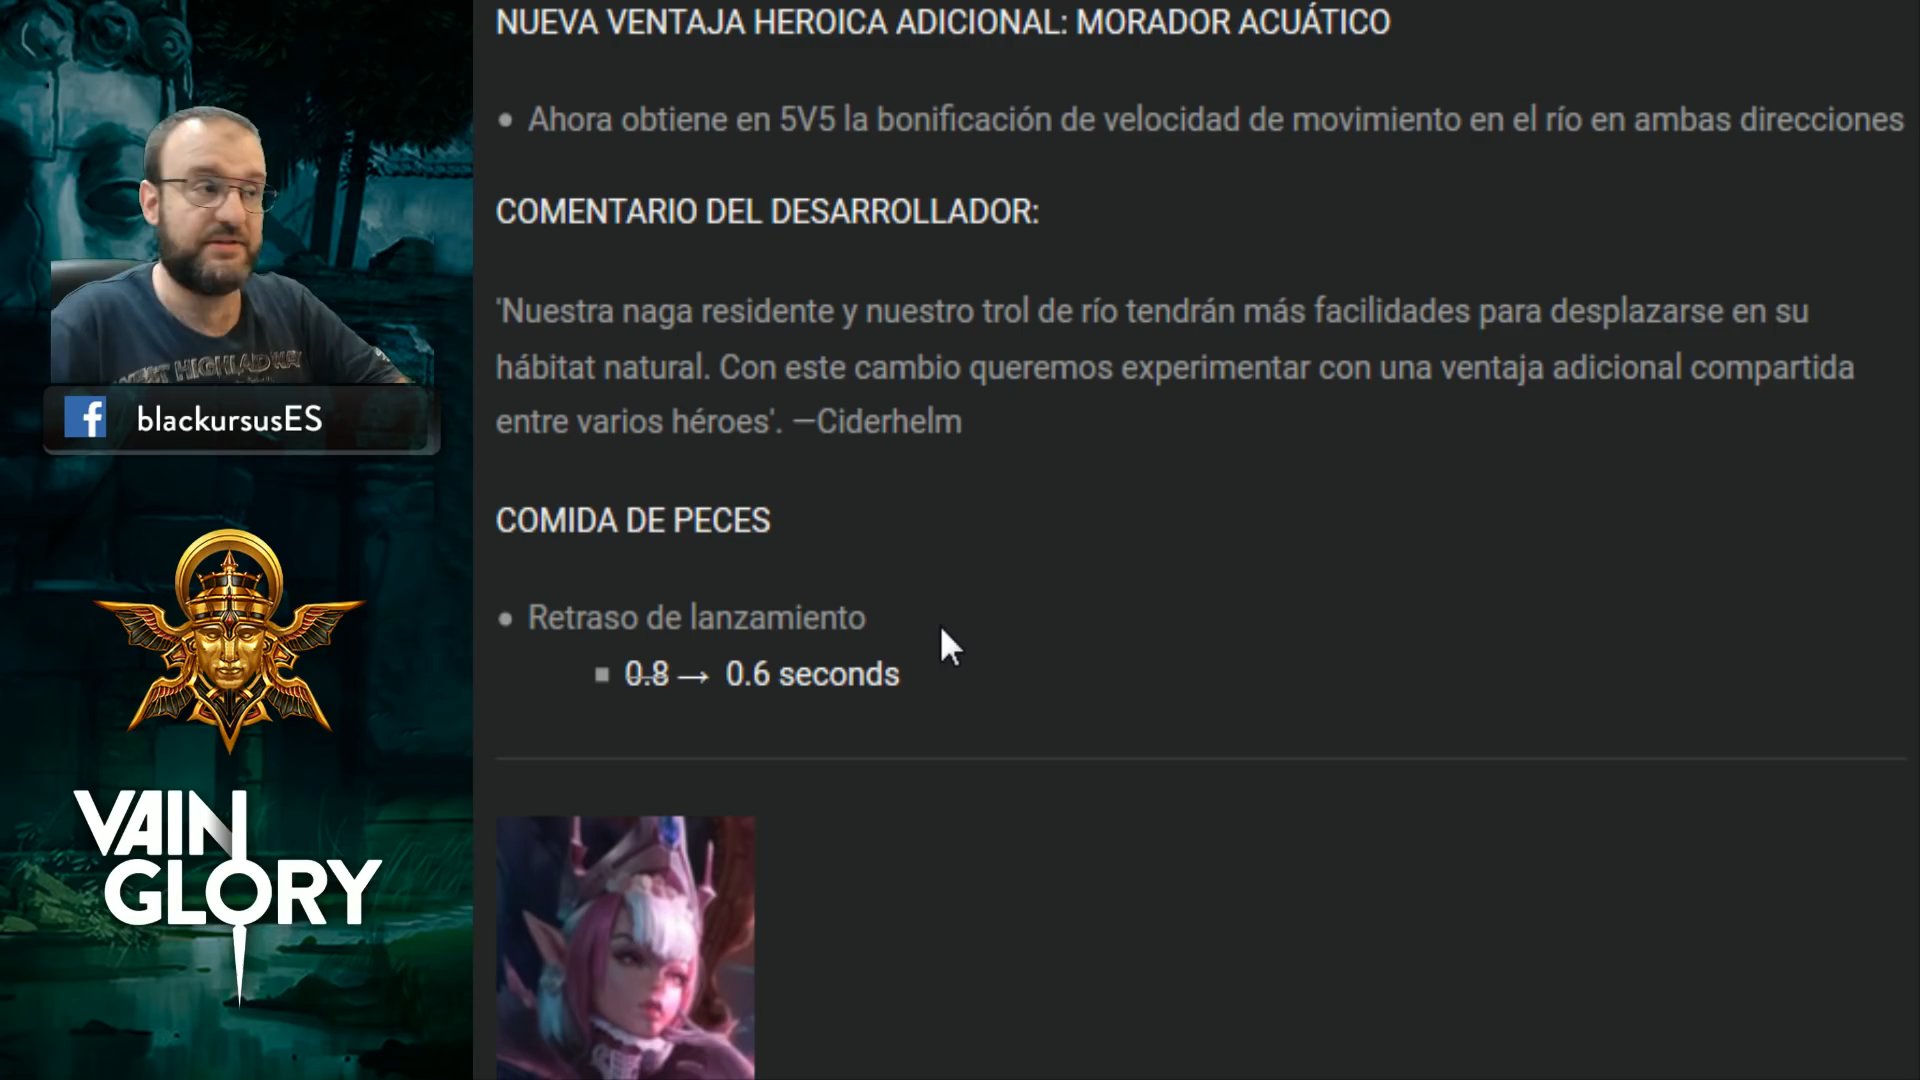 NUEVA VENTAJA HEROICA ADICIONAL: MORADOR ACUÁTICO
Ahora obtiene en 5V5 la bonificación de velocidad de movimiento en el río en ambas direcciones
COMENTARIO DEL DESARROLLADOR:
'Nuestra naga residente y nuestro trol de río tendrán más facilidades para desplazarse en su
hábitat natural. Con este cambio queremos experimentar con una ventaja adicional compartida
entre varios héroes'. —Ciderhelm
COMIDA DE PECES
Retraso de lanzamiento
0.8 → 0.6 seconds
WEST HIGHLAND WAY
blackursusES
VAIN
GLORY